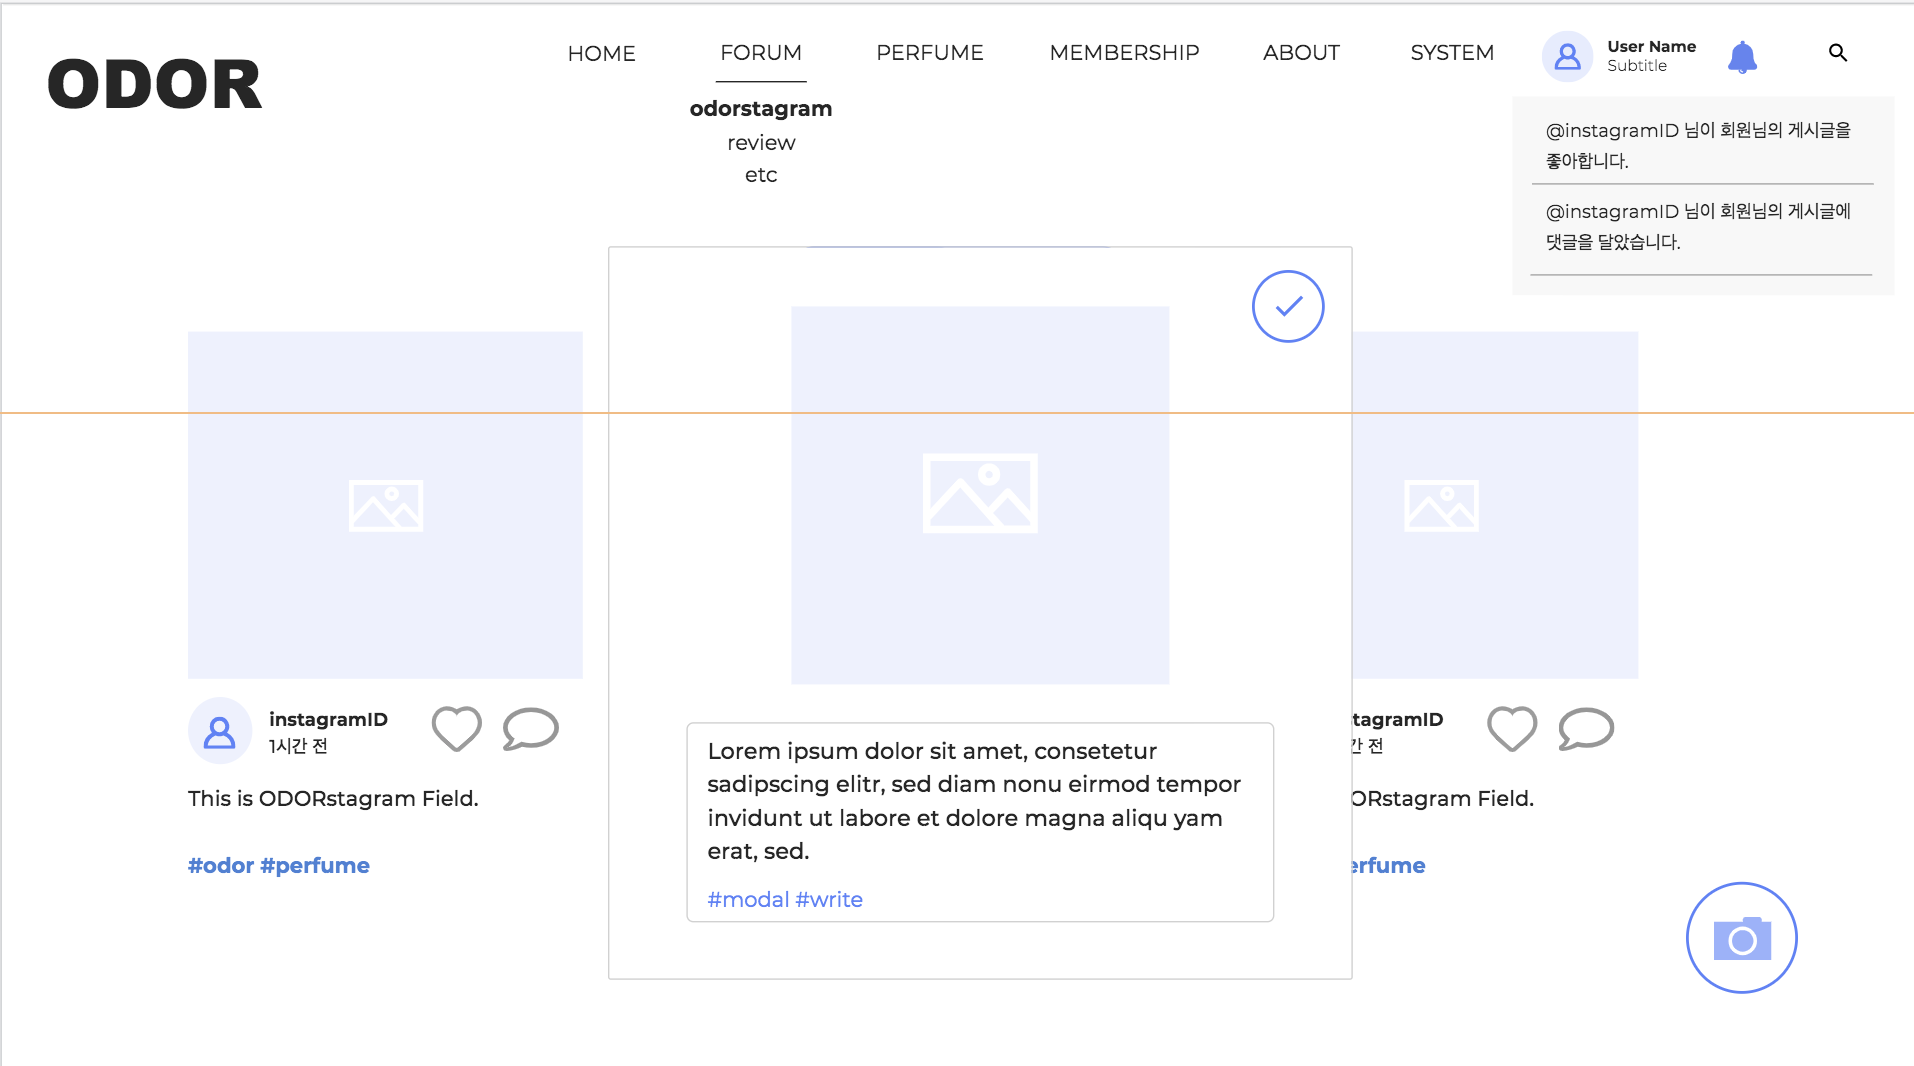 ODOR
HOME
FORUM
PERFUME
MEMBERSHIP
ABOUT
SYSTEM
User Name
Subtitle
odorstagram
review
etc
@instagramID 님이 회원님의 게시글을
좋아합니다.
@instagramID 님이 회원님의 게시글에
댓글을 달았습니다.
instagramID
1시간 전
This is ODORstagram Field.
#odor #perfume
Lorem ipsum dolor sit amet, consetetur
sadipscing elitr, sed diam nonu eirmod tempor
invidunt ut labore et dolore magna aliqu yam
erat, sed.
#modal #write
stagramID
간 전
ORstagram Field.
erfume